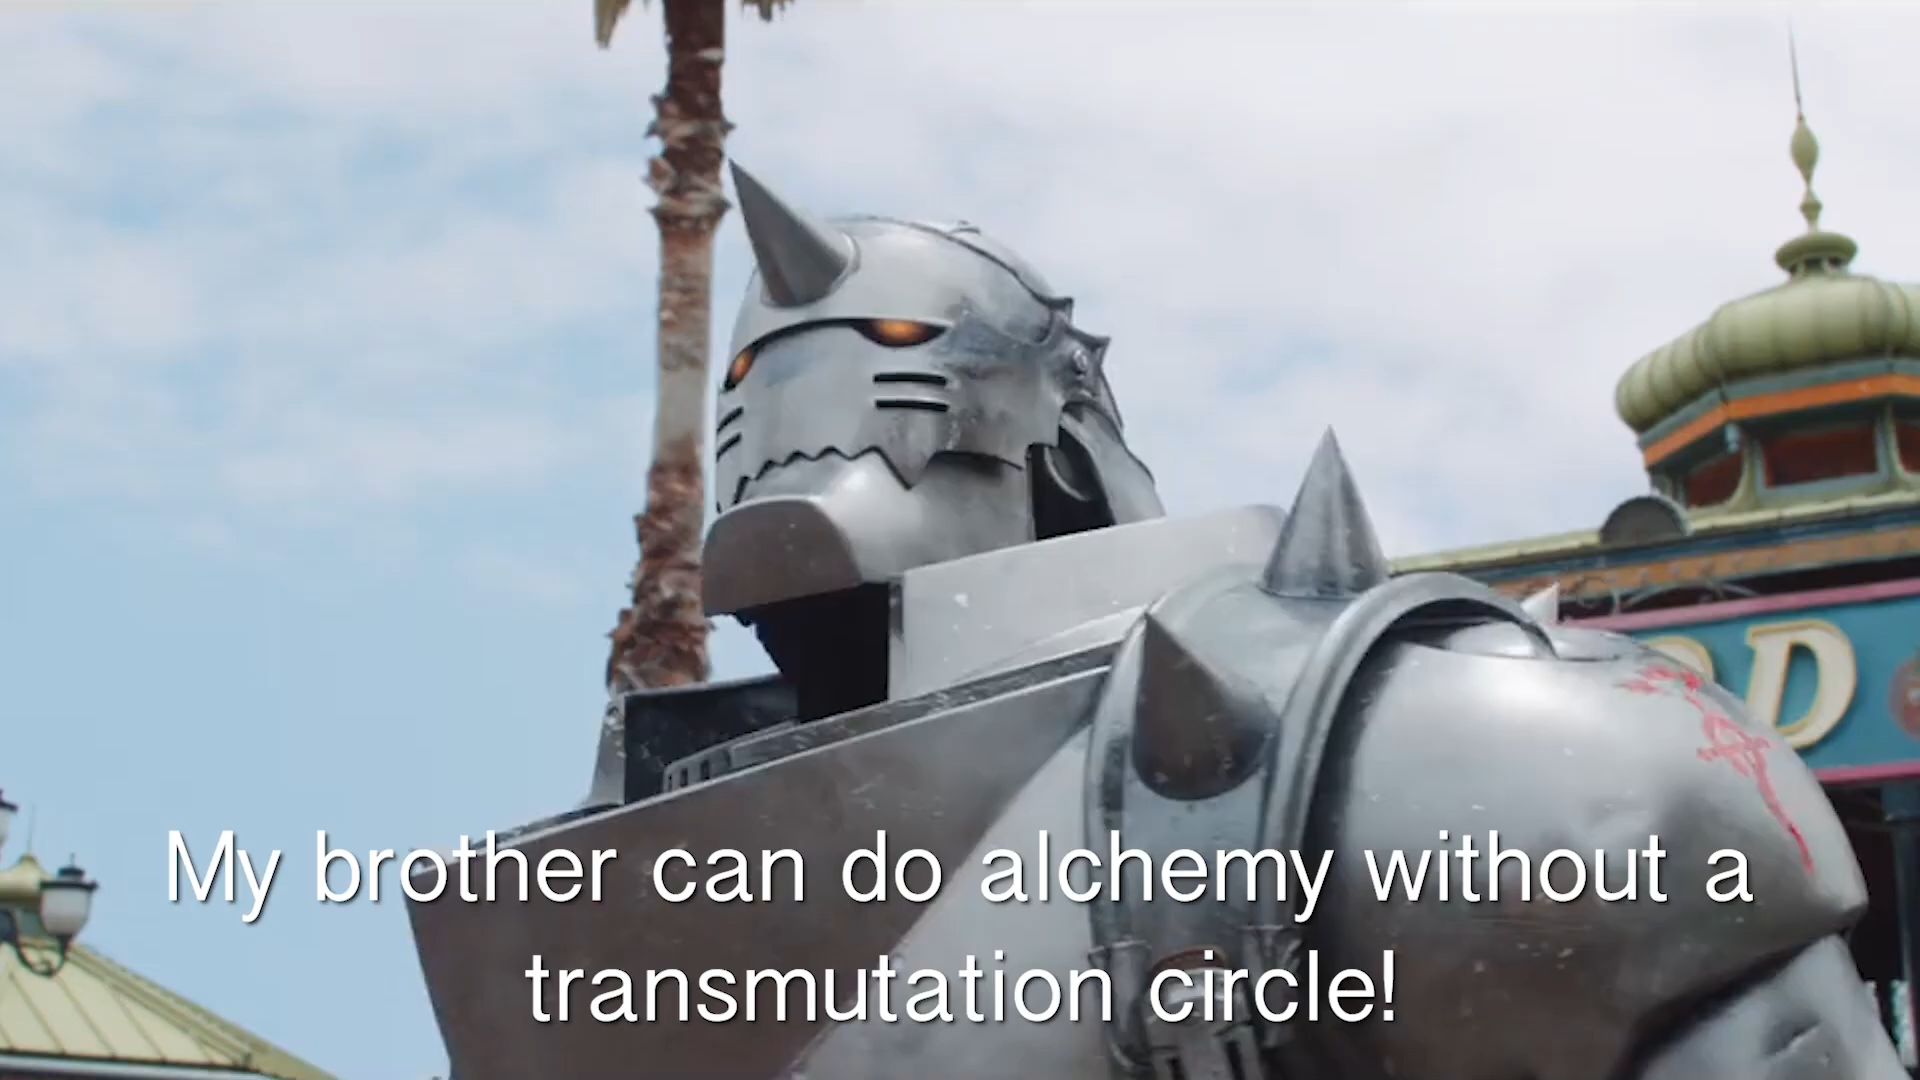 My brother can do alchemy without a
transmutation circle!
D